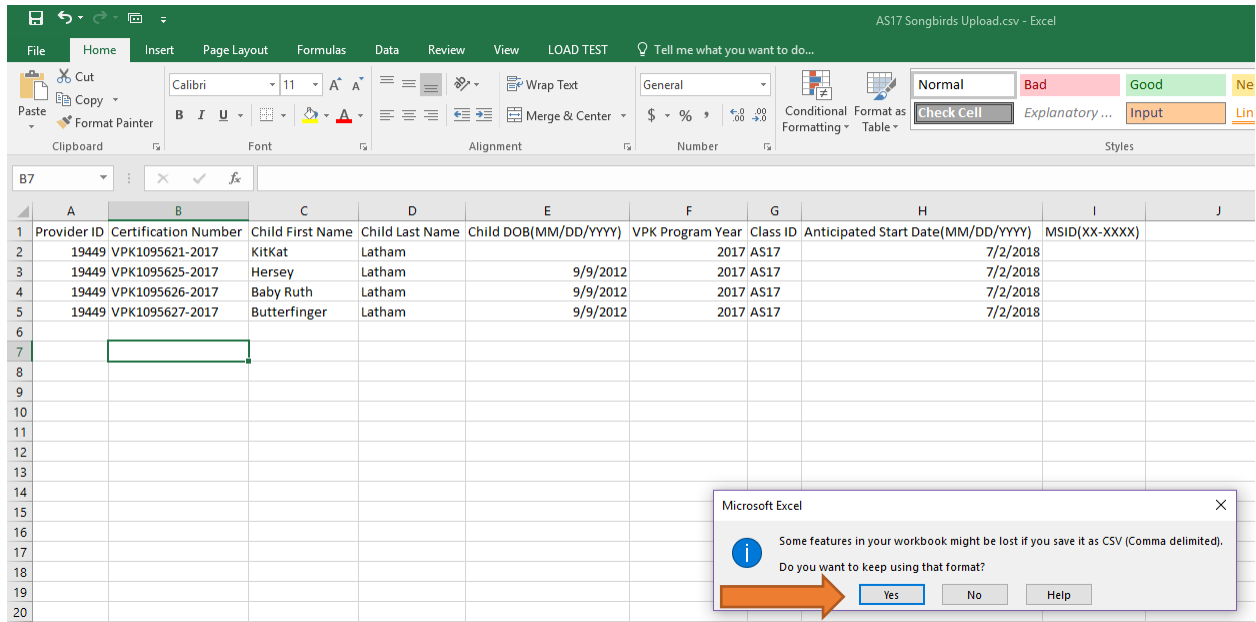 AS17 Songbirds Upload.csv - Excel
File Home Insert Page Layout Formulas Data Review View LOAD TEST Tell me what you want to do...
Paste Cut Calibri 11 A A Wrap Text General Conditional Formatting Format as Table Normal Bad Good Ne
Copy Check Cell Explanatory ... Input Lin
Format Painter B I U A Merge & Center $ % , .00 .00
Clipboard Font Alignment Number Styles
B7 fx
A B C D E F G H I J
1 Provider ID Certification Number Child First Name Child Last Name Child DOB(MM/DD/YYYY) VPK Program Year Class ID Anticipated Start Date(MM/DD/YYYY) MSID(XX-XXXX)
2 19449 VPK1095621-2017 KitKat Latham 2017 AS17 7/2/2018
3 19449 VPK1095625-2017 Hersey Latham 9/9/2012 2017 AS17 7/2/2018
4 19449 VPK1095626-2017 Baby Ruth Latham 9/9/2012 2017 AS17 7/2/2018
5 19449 VPK1095627-2017 Butterfinger Latham 9/9/2012 2017 AS17 7/2/2018
6
7
8
9
10
11
12
13
14
15
16
17
18
19
20
Microsoft Excel
Some features in your workbook might be lost if you save it as CSV (Comma delimited).
Do you want to keep using that format?
Yes No Help